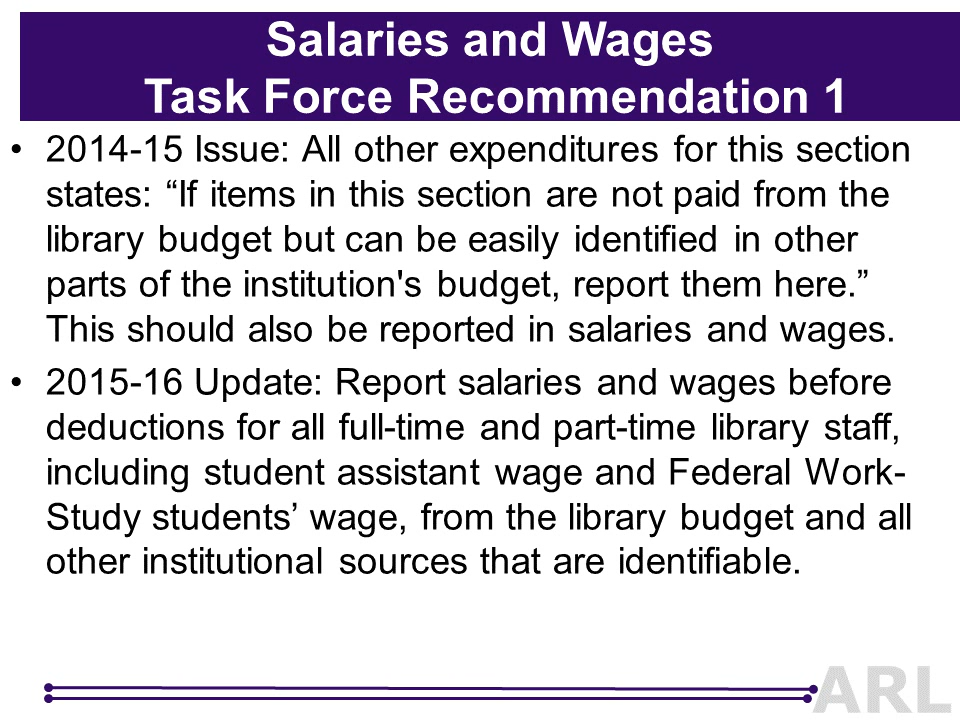 Salaries and Wages
Task Force Recommendation 1
• 2014-15 Issue: All other expenditures for this section
states: “If items in this section are not paid from the
library budget but can be easily identified in other
parts of the institution's budget, report them here.”
This should also be reported in salaries and wages.
• 2015-16 Update: Report salaries and wages before
deductions for all full-time and part-time library staff,
including student assistant wage and Federal Work-
Study students’ wage, from the library budget and all
other institutional sources that are identifiable.
ARL